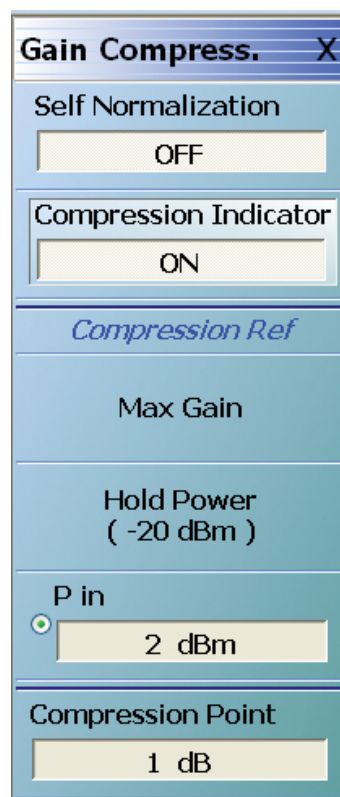 Gain Compress. X
Self Normalization
OFF
Compression Indicator
ON
Compression Ref
Max Gain
Hold Power
( -20 dBm )
P in
2 dBm
Compression Point
1 dB